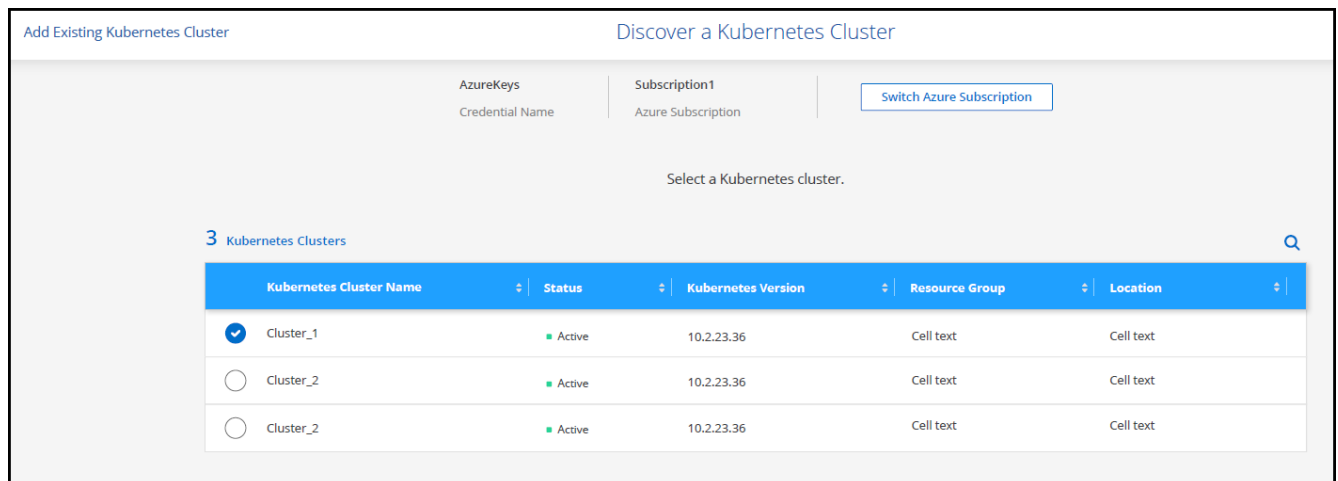 Add Existing Kubernetes Cluster
Discover a Kubernetes Cluster
AzureKeys
Credential Name
Subscription1
Azure Subscription
Switch Azure Subscription
Select a Kubernetes cluster.
3 Kubernetes Clusters
Kubernetes Cluster Name Status Kubernetes Version Resource Group Location
Cluster_1 Active 10.2.23.36 Cell text Cell text
Cluster_2 Active 10.2.23.36 Cell text Cell text
Cluster_2 Active 10.2.23.36 Cell text Cell text